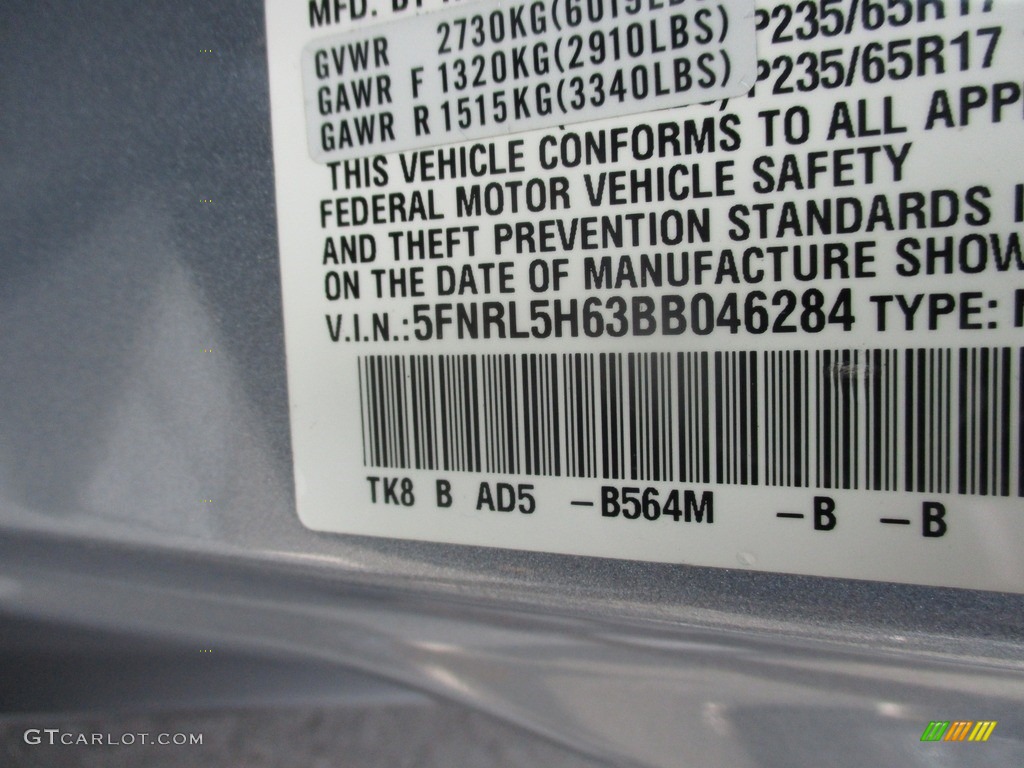 MFD. BY
GVWR 2730KG(6019LBS)
GAWR F 1320KG(2910LBS) P235/65R17
GAWR R 1515KG(3340LBS) P235/65R17
THIS VEHICLE CONFORMS TO ALL APP
FEDERAL MOTOR VEHICLE SAFETY
AND THEFT PREVENTION STANDARDS I
ON THE DATE OF MANUFACTURE SHOW
V.I.N.:5FNRL5H63BB046284 TYPE:
TK8 B AD5 -B564M -B -B
GTCARLOT.COM